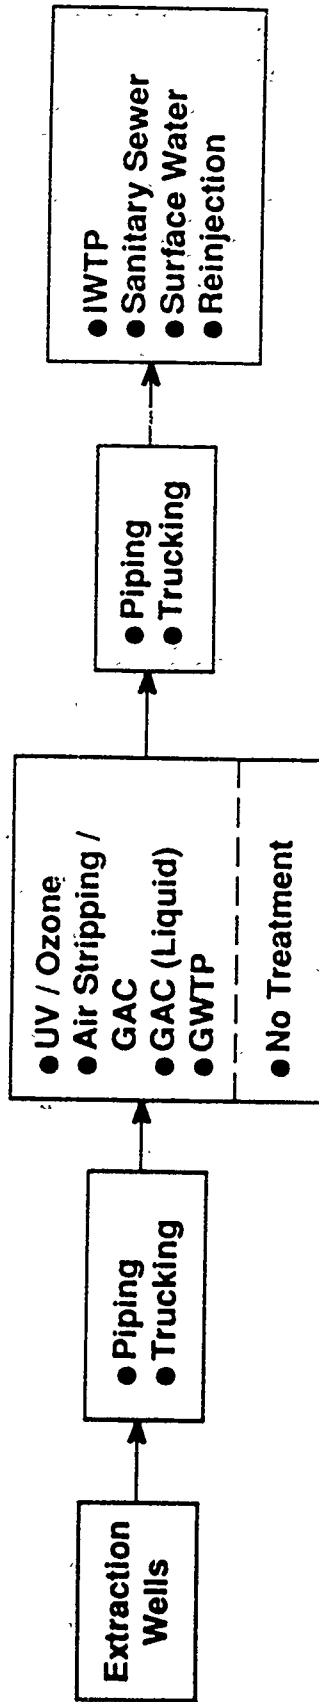 Extraction
Wells
● Piping
● Trucking
● UV / Ozone
● Air Stripping /
GAC
● GAC (Liquid)
● GWTP
● No Treatment
● Piping
● Trucking
● IWTP
● Sanitary Sewer
● Surface Water
● Reinjection